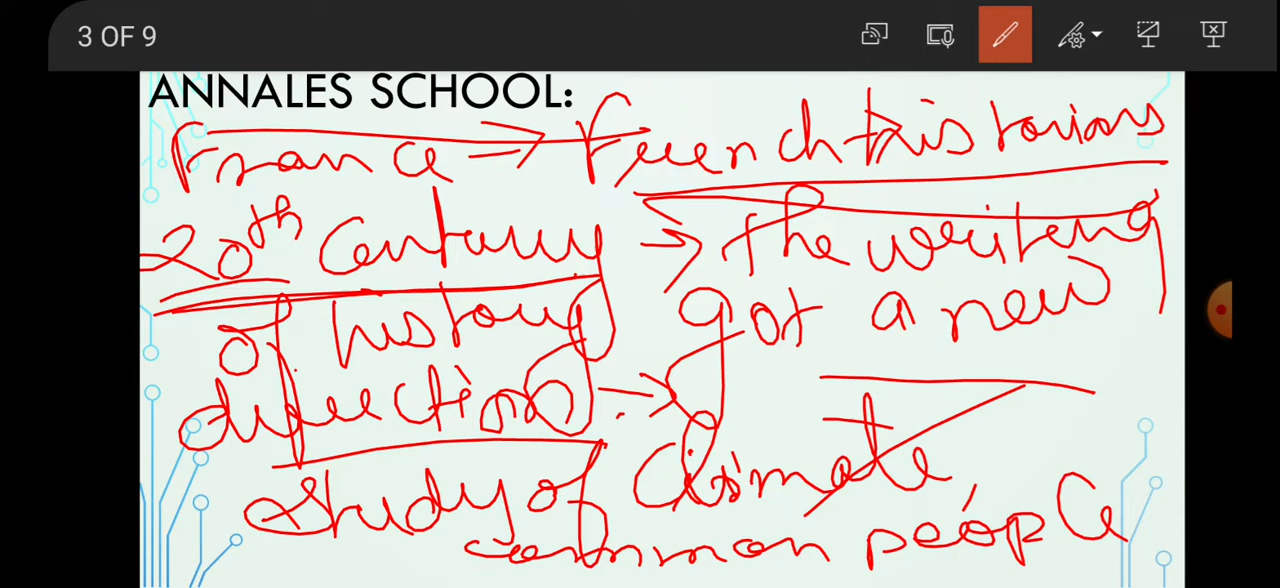 3 OF 9
ANNALES SCHOOL:
France → French Historians
20th Century → The writing
of history got a new
direction. →
study of Climate,
common people